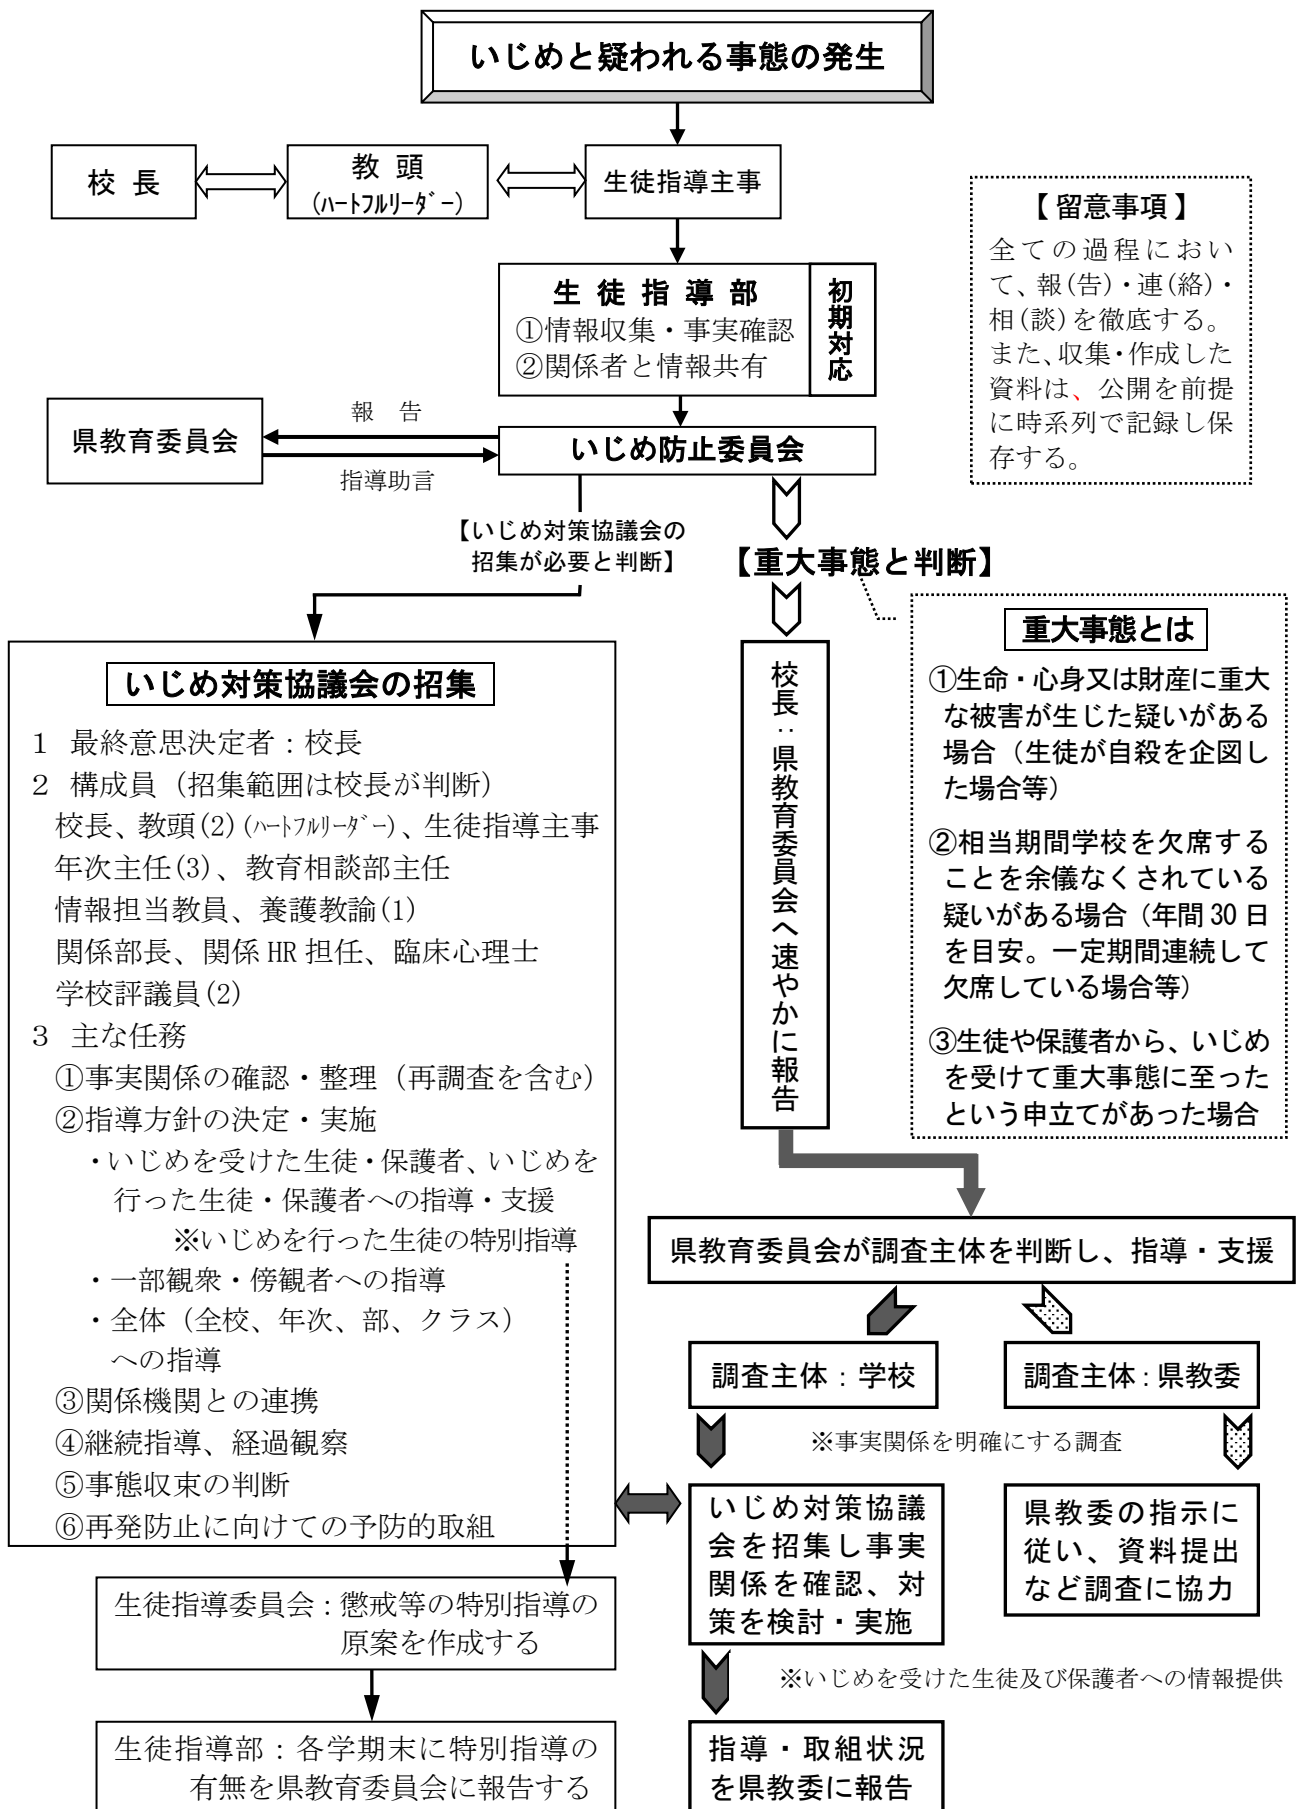 いじめと疑われる事態の発生
校 長
教 頭
(ハートフルリーダー)
生徒指導主事
【留意事項】
全ての過程におい
て、報(告)・連(絡)・
相(談)を徹底する。
また、収集・作成した
資料は、公開を前提
に時系列で記録し保
存する。
生 徒 指 導 部
①情報収集・事実確認
②関係者と情報共有
初期対応
県教育委員会
報 告
指導助言
いじめ防止委員会
【いじめ対策協議会の
招集が必要と判断】
【重大事態と判断】
いじめ対策協議会の招集
1 最終意思決定者：校長
2 構成員（招集範囲は校長が判断）
校長、教頭(2)(ハートフルリーダー)、生徒指導主事
年次主任(3)、教育相談部主任
情報担当教員、養護教諭(1)
関係部長、関係 HR 担任、臨床心理士
学校評議員(2)
3 主な任務
①事実関係の確認・整理（再調査を含む）
②指導方針の決定・実施
・いじめを受けた生徒・保護者、いじめを
行った生徒・保護者への指導・支援
※いじめを行った生徒の特別指導
・一部観衆・傍観者への指導
・全体（全校、年次、部、クラス）
への指導
③関係機関との連携
④継続指導、経過観察
⑤事態収束の判断
⑥再発防止に向けての予防的取組
校長：県教育委員会へ速やかに報告
重大事態とは
①生命・心身又は財産に重大
な被害が生じた疑いがある
場合（生徒が自殺を企図し
た場合等）
②相当期間学校を欠席する
ことを余儀なくされている
疑いがある場合（年間 30 日
を目安。一定期間連続して
欠席している場合等）
③生徒や保護者から、いじめ
を受けて重大事態に至った
という申立てがあった場合
県教育委員会が調査主体を判断し、指導・支援
調査主体：学校
調査主体：県教委
※事実関係を明確にする調査
いじめ対策協議
会を招集し事実
関係を確認、対
策を検討・実施
県教委の指示に
従い、資料提出
など調査に協力
生徒指導委員会：懲戒等の特別指導の
原案を作成する
※いじめを受けた生徒及び保護者への情報提供
生徒指導部：各学期末に特別指導の
有無を県教育委員会に報告する
指導・取組状況
を県教委に報告